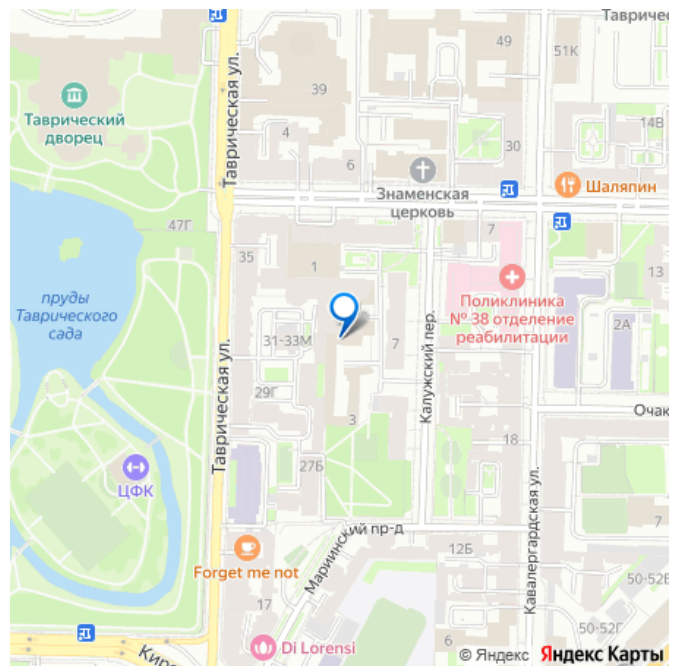 Тавричес
49
51К
39
Таврический
дворец
Таврическая ул.
4
14В
6
30
Знаменская
церковь
Шаляпин
47Г
7
35
1
13
Поликлиника
№ 38 отделение
реабилитации
пруды
Таврического
сада
2А
31-33М
7
Калужский пер.
29Г
Очак
3
18
Таврическая ул.
27Б
ЦФК
Кавалергардская ул.
7
Мариинский пр-д
12Б
Forget me not
50-52Б
17
50-52Г
6
Di Lorensi
Киро
© Яндекс Яндекс Карты